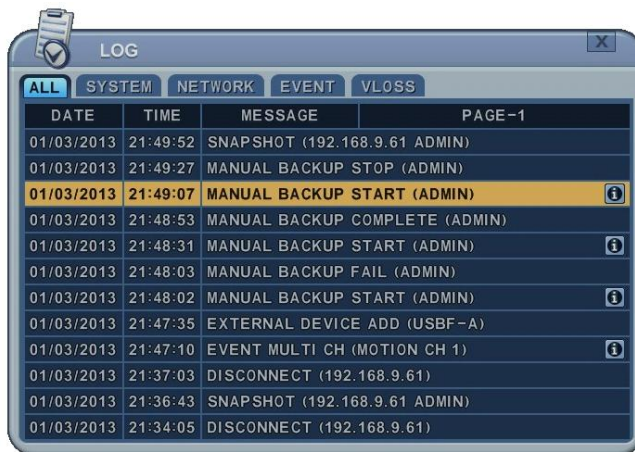 LOG
X
ALL SYSTEM NETWORK EVENT VLOSS
DATE TIME MESSAGE PAGE-1
01/03/2013 21:49:52 SNAPSHOT (192.168.9.61 ADMIN)
01/03/2013 21:49:27 MANUAL BACKUP STOP (ADMIN)
01/03/2013 21:49:07 MANUAL BACKUP START (ADMIN)
01/03/2013 21:48:53 MANUAL BACKUP COMPLETE (ADMIN)
01/03/2013 21:48:31 MANUAL BACKUP START (ADMIN)
01/03/2013 21:48:03 MANUAL BACKUP FAIL (ADMIN)
01/03/2013 21:48:02 MANUAL BACKUP START (ADMIN)
01/03/2013 21:47:35 EXTERNAL DEVICE ADD (USBF-A)
01/03/2013 21:47:10 EVENT MULTI CH (MOTION CH 1)
01/03/2013 21:37:03 DISCONNECT (192.168.9.61)
01/03/2013 21:36:43 SNAPSHOT (192.168.9.61 ADMIN)
01/03/2013 21:34:05 DISCONNECT (192.168.9.61)